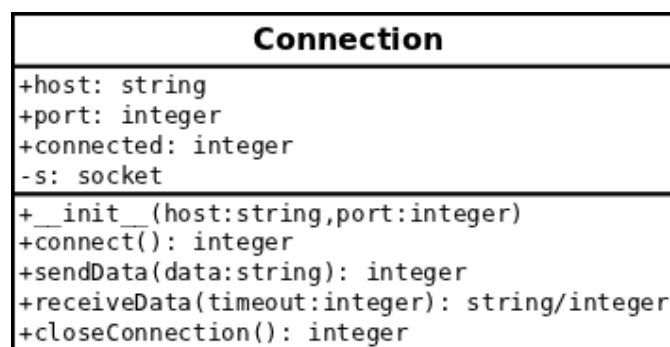 Connection
+host: string
+port: integer
+connected: integer
-s: socket
+__init__(host:string,port:integer)
+connect(): integer
+sendData(data:string): integer
+receiveData(timeout:integer): string/integer
+closeConnection(): integer